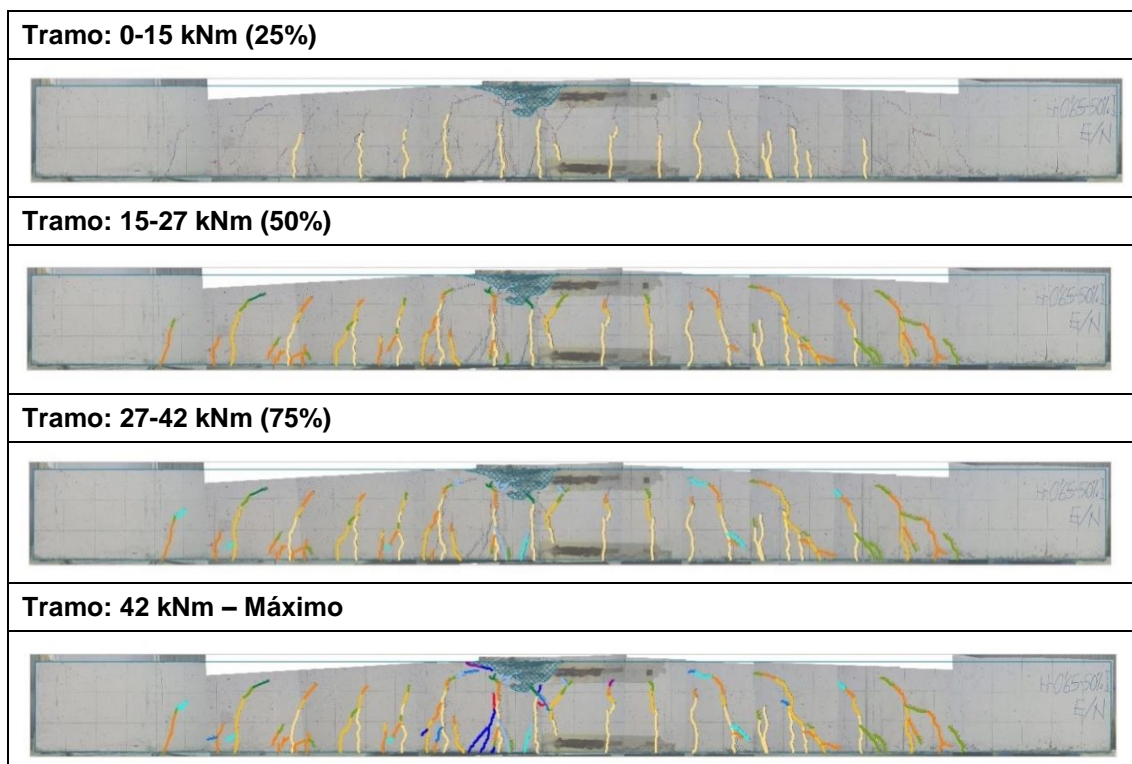 Tramo: 0-15 kNm (25%)
E/N
Tramo: 15-27 kNm (50%)
E/N
Tramo: 27-42 kNm (75%)
E/N
Tramo: 42 kNm – Máximo
E/N